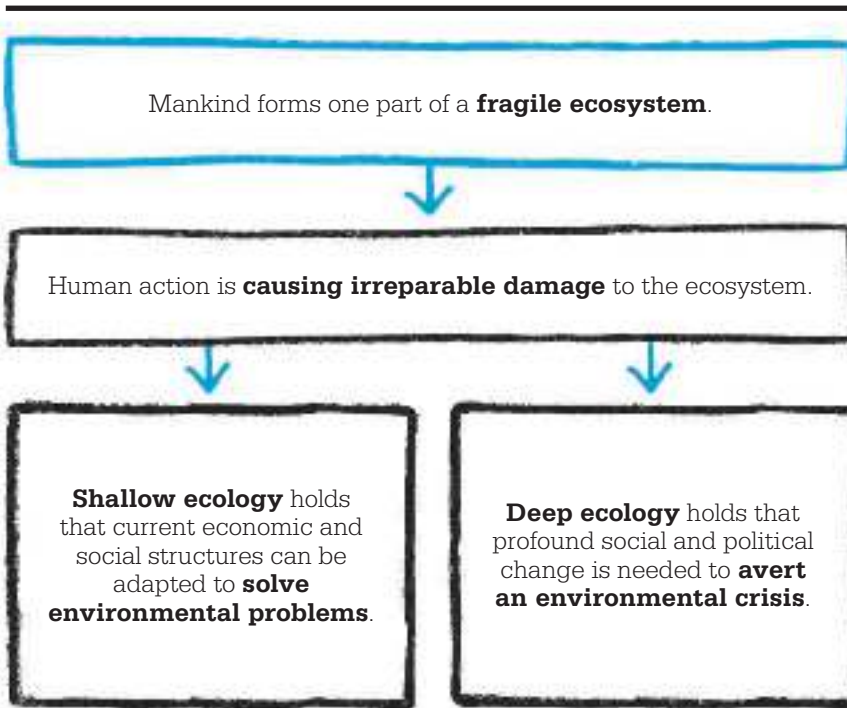 Mankind forms one part of a fragile ecosystem.
Human action is causing irreparable damage to the ecosystem.
Shallow ecology holds
that current economic and
social structures can be
adapted to solve
environmental problems.
Deep ecology holds that
profound social and political
change is needed to avert
an environmental crisis.